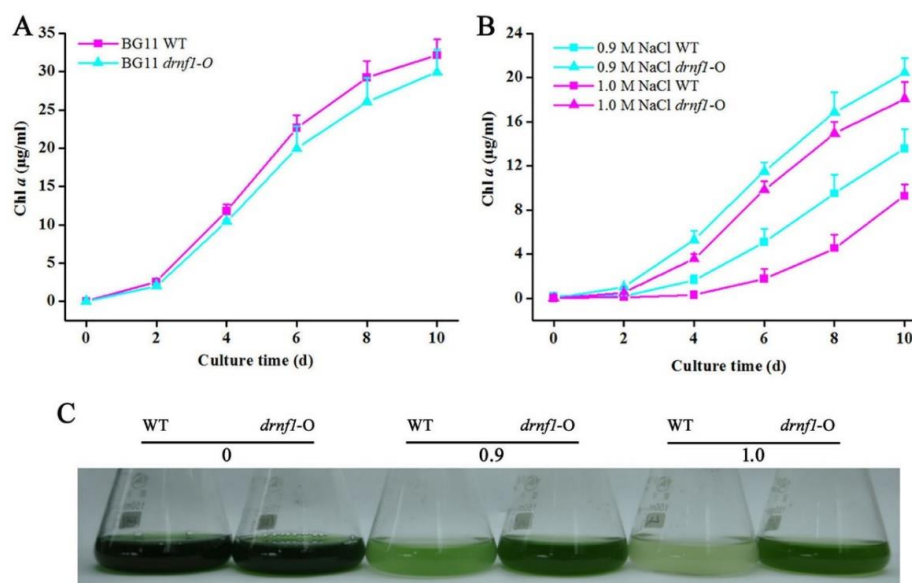 A
BG11 WT
BG11 drnf1-O
35
30
25
20
15
10
5
0
Chl a (µg/ml)
0 2 4 6 8 10
Culture time (d)
B
0.9 M NaCl WT
0.9 M NaCl drnf1-O
1.0 M NaCl WT
1.0 M NaCl drnf1-O
24
20
16
12
8
4
0
Chl a (µg/ml)
0 2 4 6 8 10
Culture time (d)
C
WT drnf1-O WT drnf1-O WT drnf1-O
0 0.9 1.0